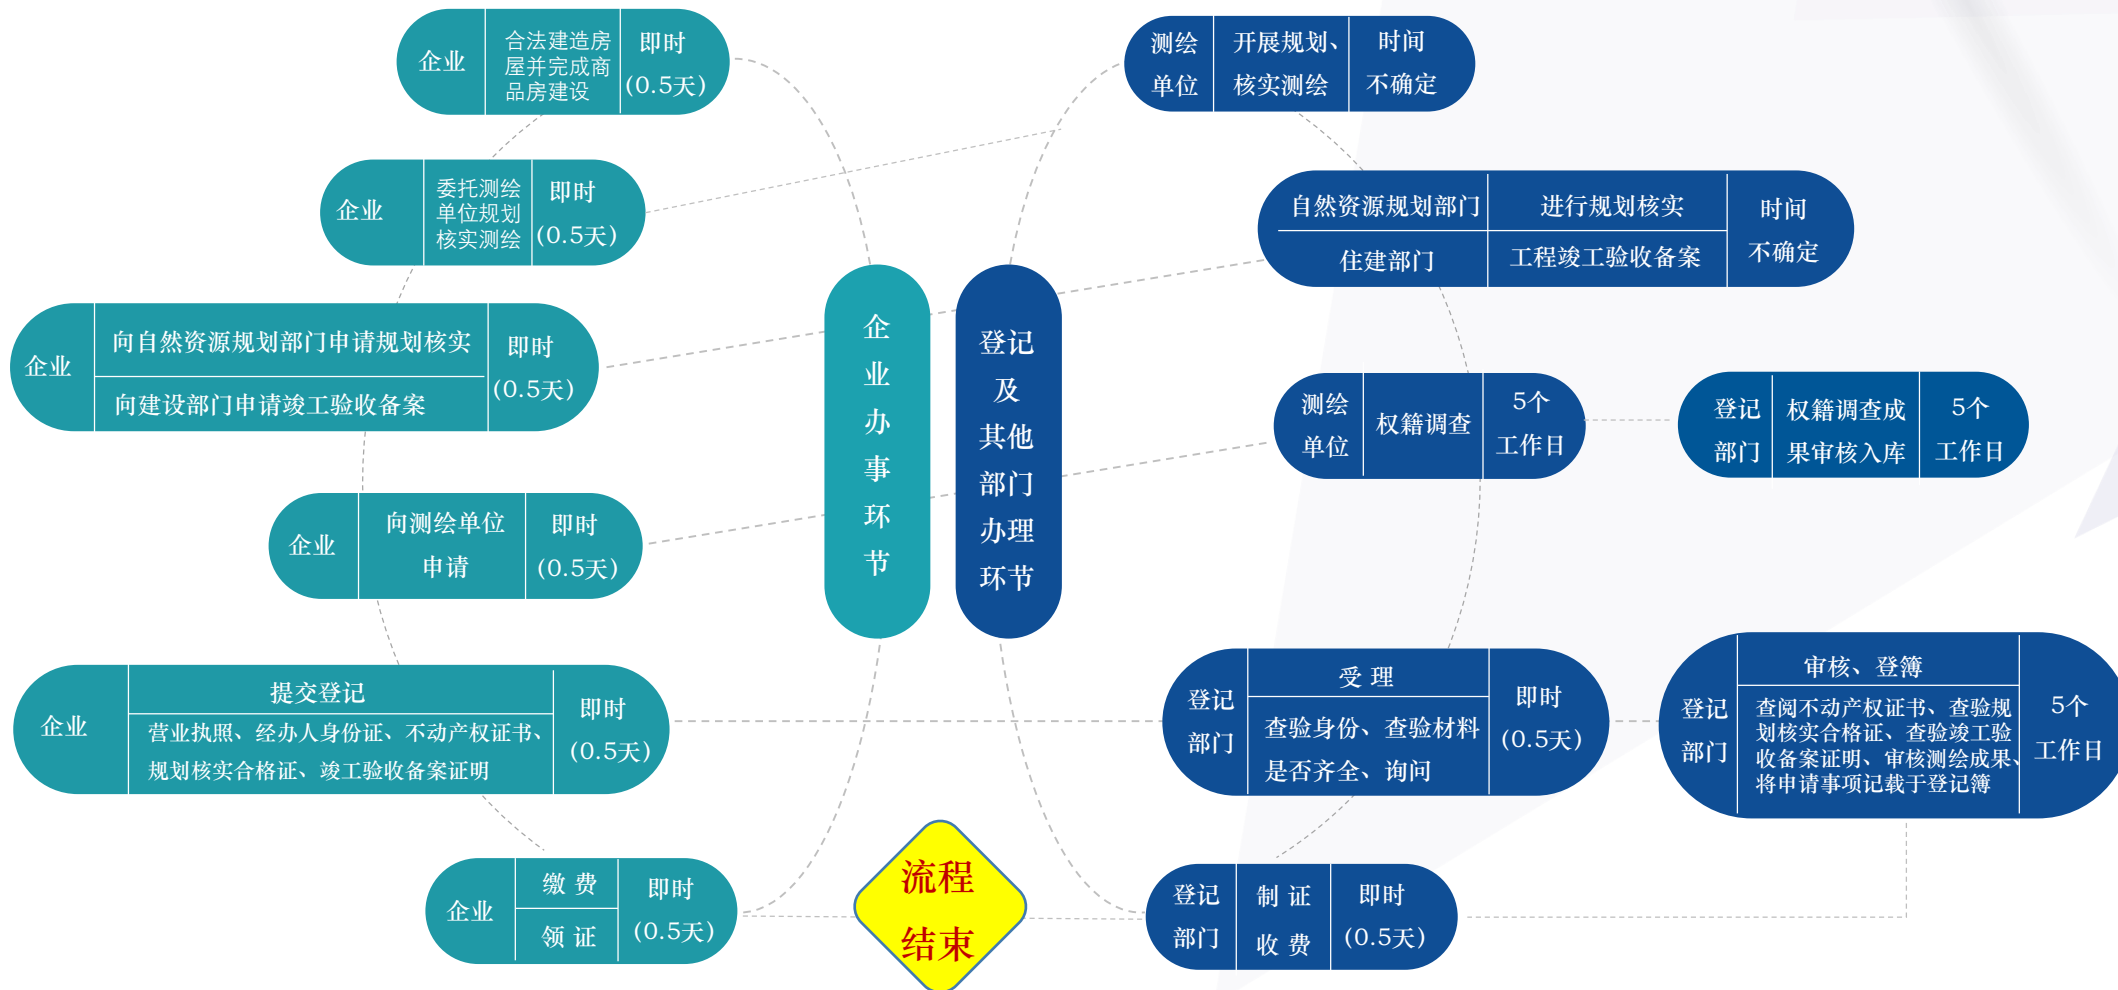 企业
合法建造房
屋并完成商
品房建设
即时
(0.5天)
企业
委托测绘
单位规划
核实测绘
即时
(0.5天)
企业
向自然资源规划部门申请规划核实
向建设部门申请竣工验收备案
即时
(0.5天)
企业
向测绘单位
申请
即时
(0.5天)
企业
提交登记
营业执照、经办人身份证、不动产权证书、
规划核实合格证、竣工验收备案证明
即时
(0.5天)
企业
缴 费
领 证
即时
(0.5天)
企
业
办
事
环
节
登记
及
其他
部门
办理
环节
流程
结束
测绘
单位
开展规划、
核实测绘
时间
不确定
自然资源规划部门
进行规划核实
住建部门
工程竣工验收备案
时间
不确定
测绘
单位
权籍调查
5个
工作日
登记
部门
权籍调查成
果审核入库
5个
工作日
登记
部门
受 理
查验身份、查验材料
是否齐全、询问
即时
(0.5天)
登记
部门
审核、登簿
查阅不动产权证书、查验规
划核实合格证、查验竣工验
收备案证明、审核测绘成果、
将申请事项记载于登记簿
5个
工作日
登记
部门
制 证
收 费
即时
(0.5天)